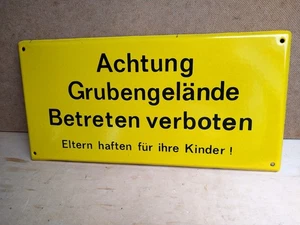 Achtung
Grubengelände
Betreten verboten
Eltern haften für ihre Kinder !